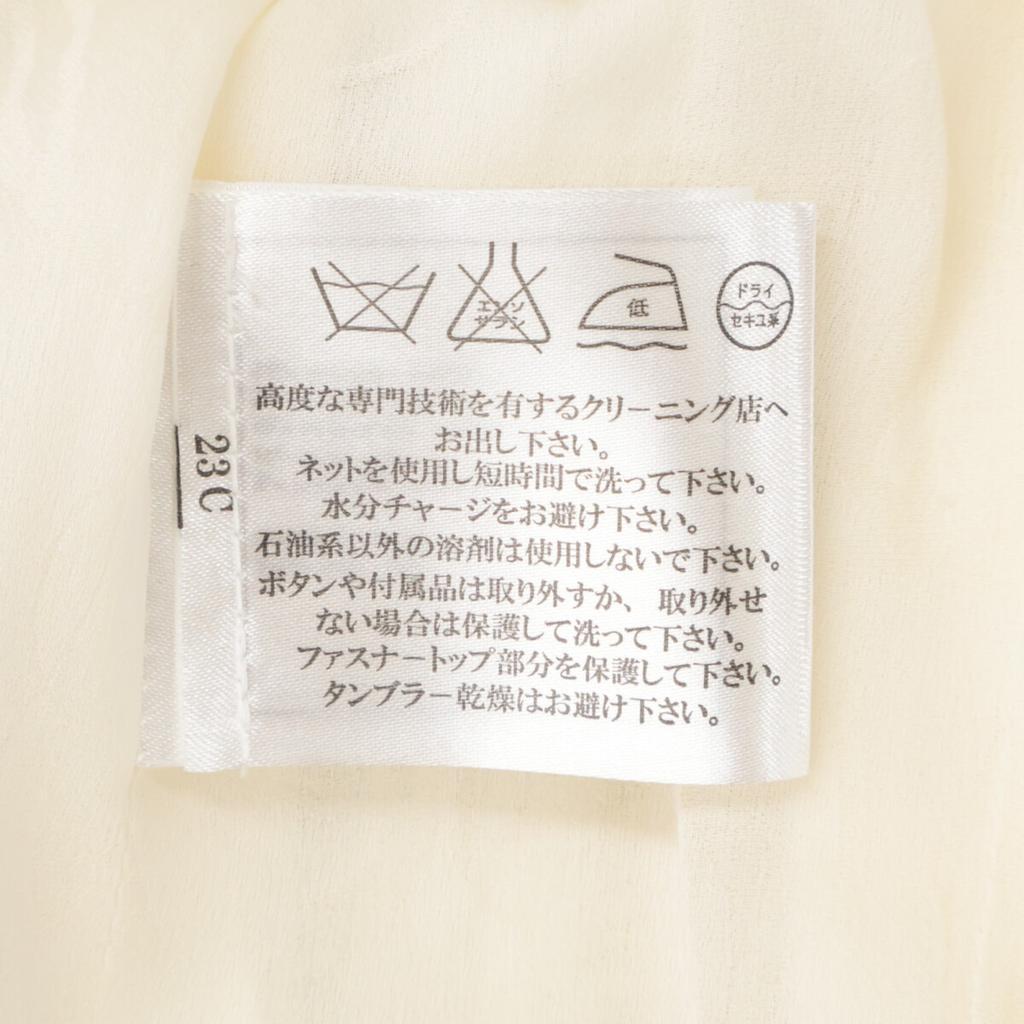 エンソ
サラシ
低
ドライ
セキユ系
高度な専門技術を有するクリーニング店へ
お出し下さい。
ネットを使用し短時間で洗って下さい。
水分チャージをお避け下さい。
石油系以外の溶剤は使用しないで下さい。
ボタンや付属品は取り外すか、取り外せ
ない場合は保護して洗って下さい。
ファスナートップ部分を保護して下さい。
タンブラー乾燥はお避け下さい。
23C